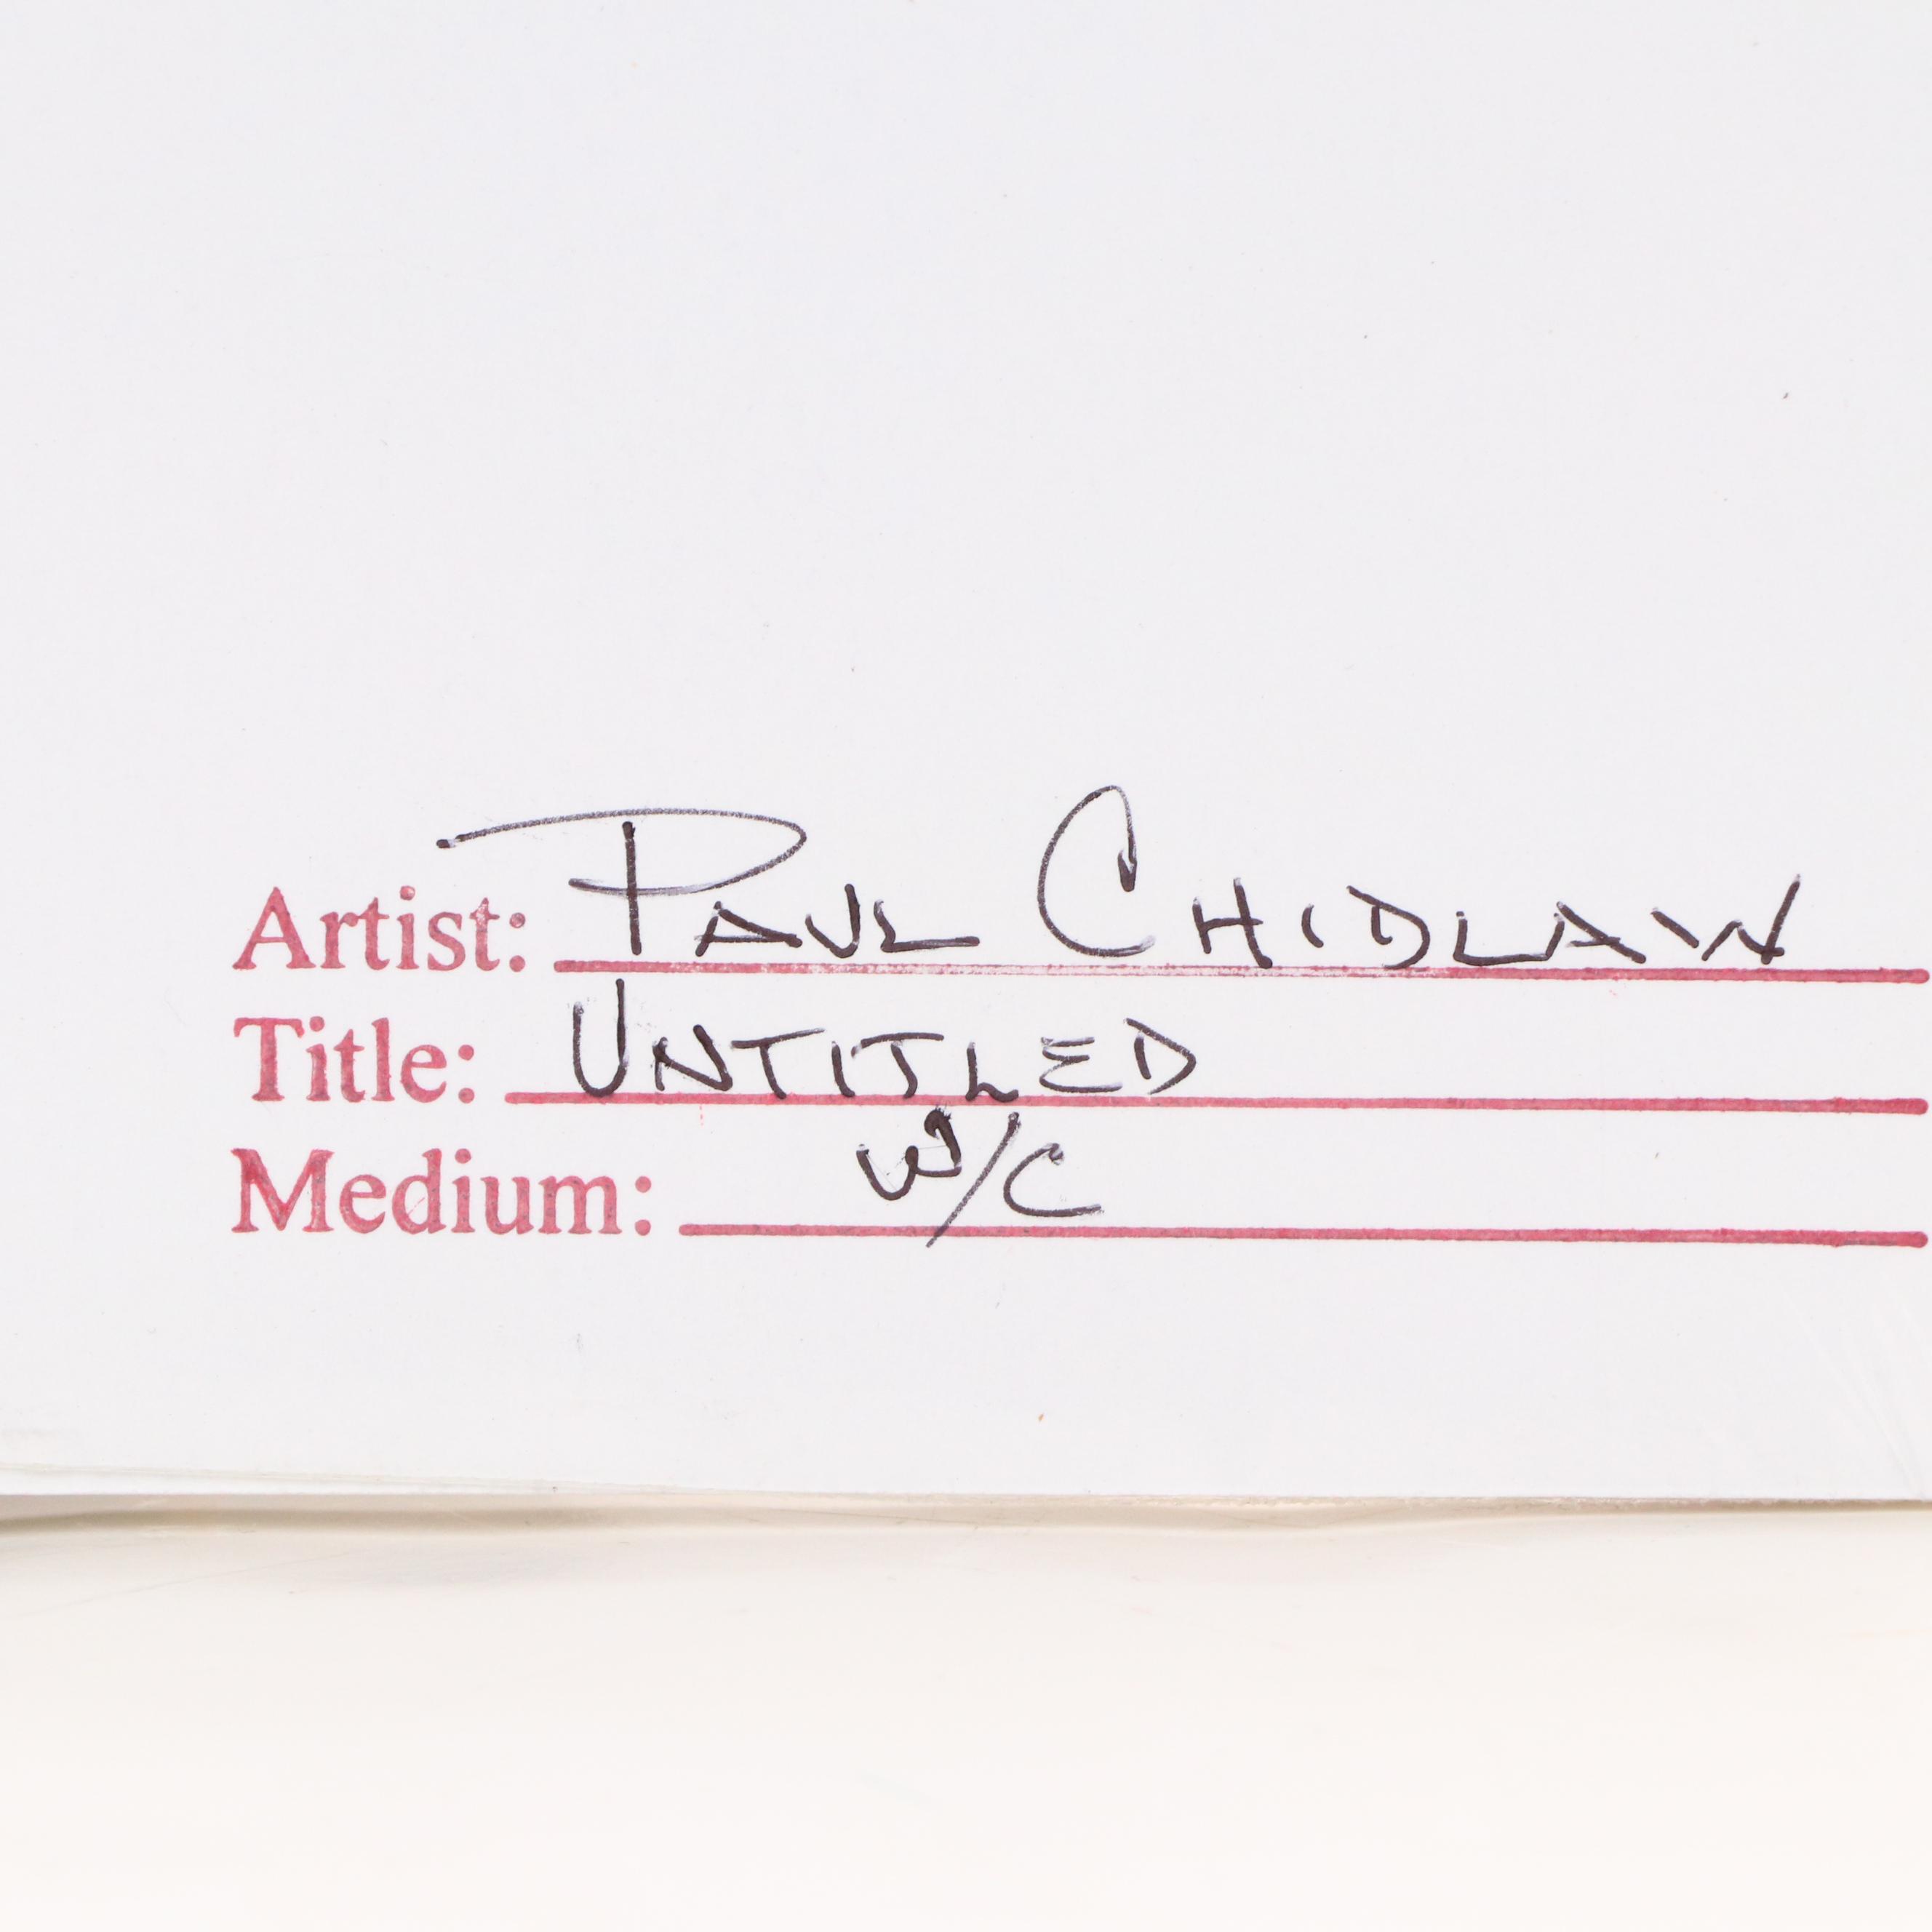 Artist: PAUL CHIDLAW
Title: UNTITLED
Medium: W/C